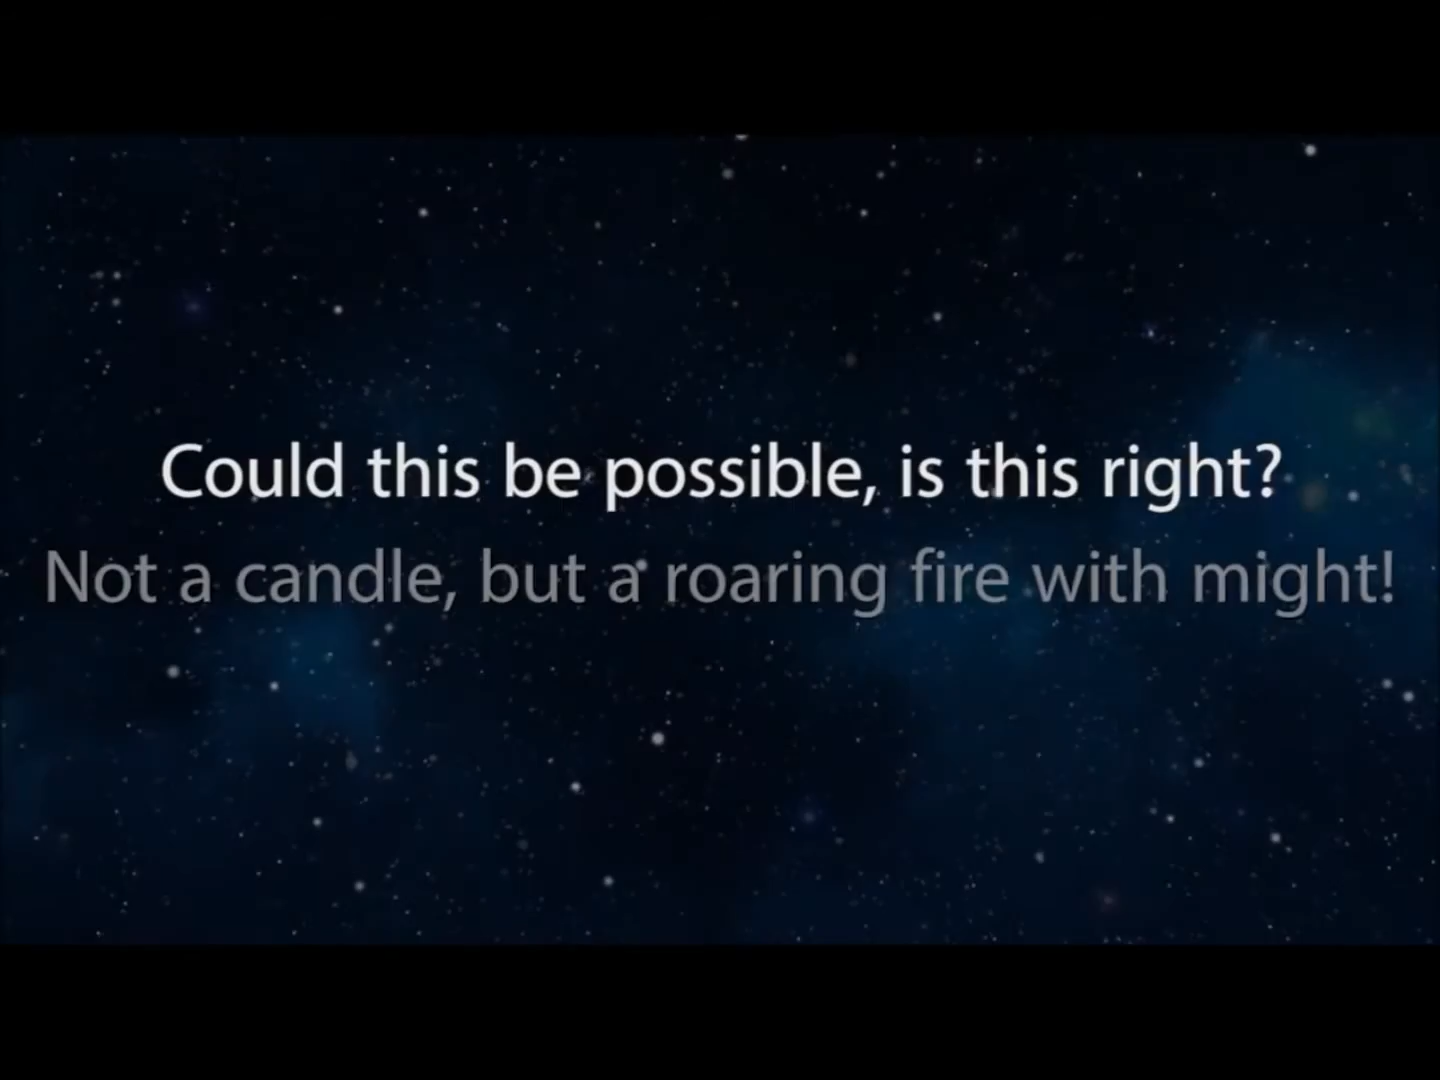 Could this be possible, is this right?
Not a candle, but a roaring fire with might!